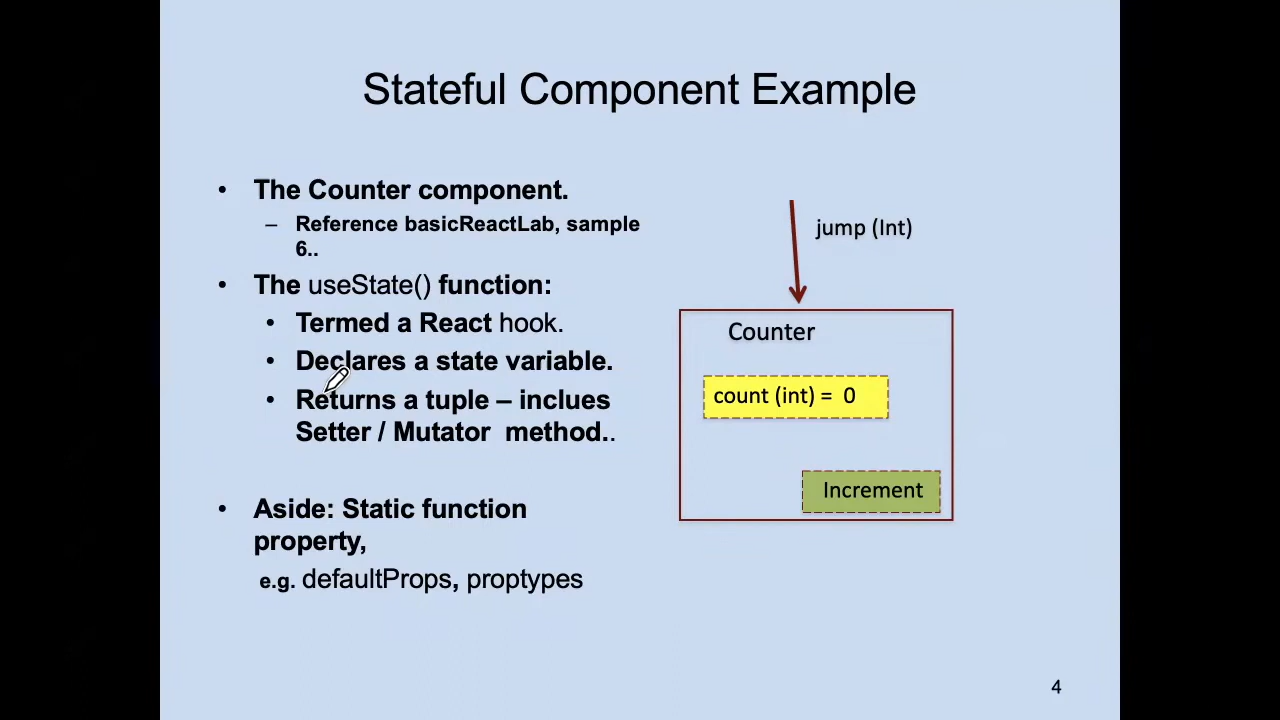 Stateful Component Example
• The Counter component.
– Reference basicReactLab, sample
6..
• The useState() function:
• Termed a React hook.
• Declares a state variable.
• Returns a tuple – inclues
Setter / Mutator method..
• Aside: Static function
property,
e.g. defaultProps, proptypes
jump (Int)
Counter
count (int) = 0
Increment
4